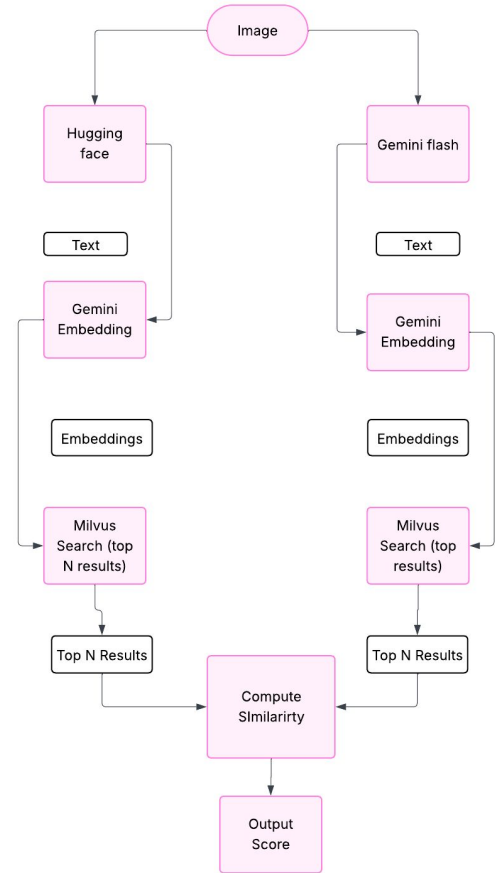 Image
Hugging
face
Gemini flash
Text
Text
Gemini
Embedding
Gemini
Embedding
Embeddings
Embeddings
Milvus
Search (top
N results)
Milvus
Search (top
results)
Top N Results
Top N Results
Compute
SImilarirty
Output
Score